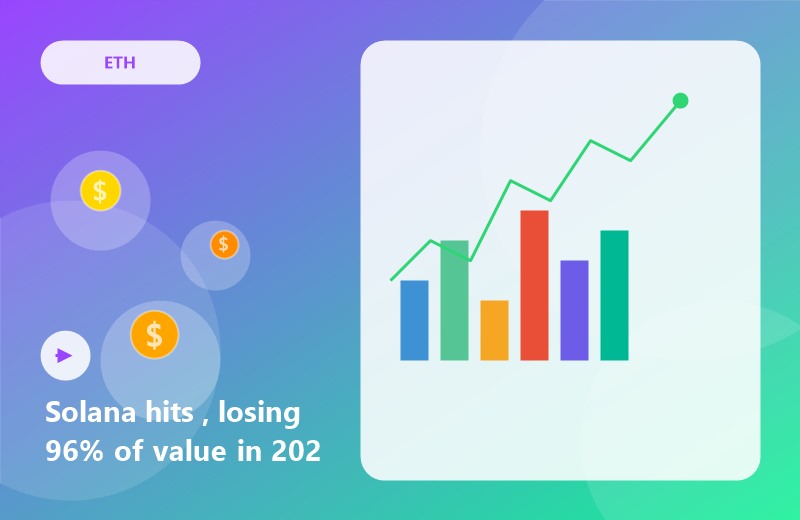 ETH
$
$
$
Solana hits , losing
96% of value in 202